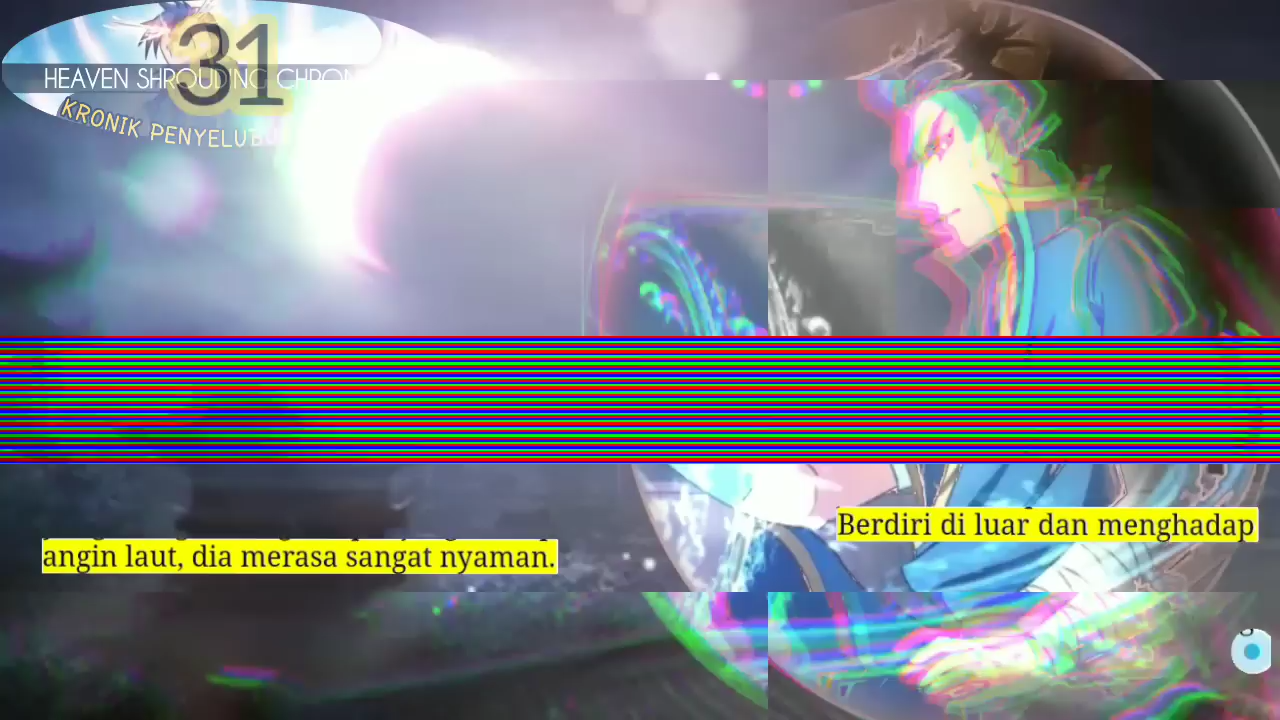 31
HEAVEN SHROUDING CHRON
KRONIK PENYELUBU
Berdiri di luar dan menghadap
angin laut, dia merasa sangat nyaman.